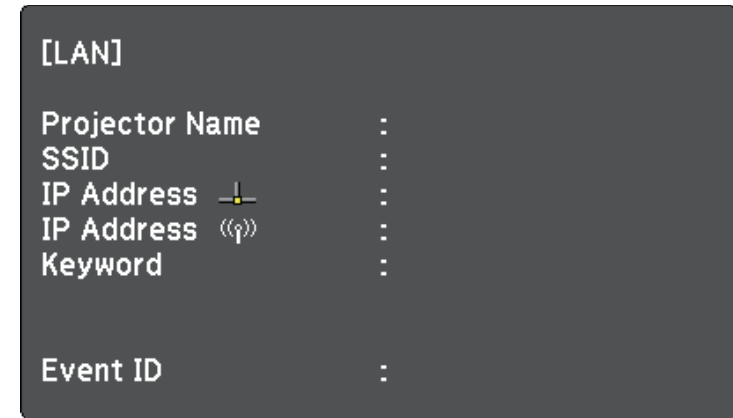 [LAN]
Projector Name :
SSID :
IP Address :
IP Address :
Keyword :
Event ID :